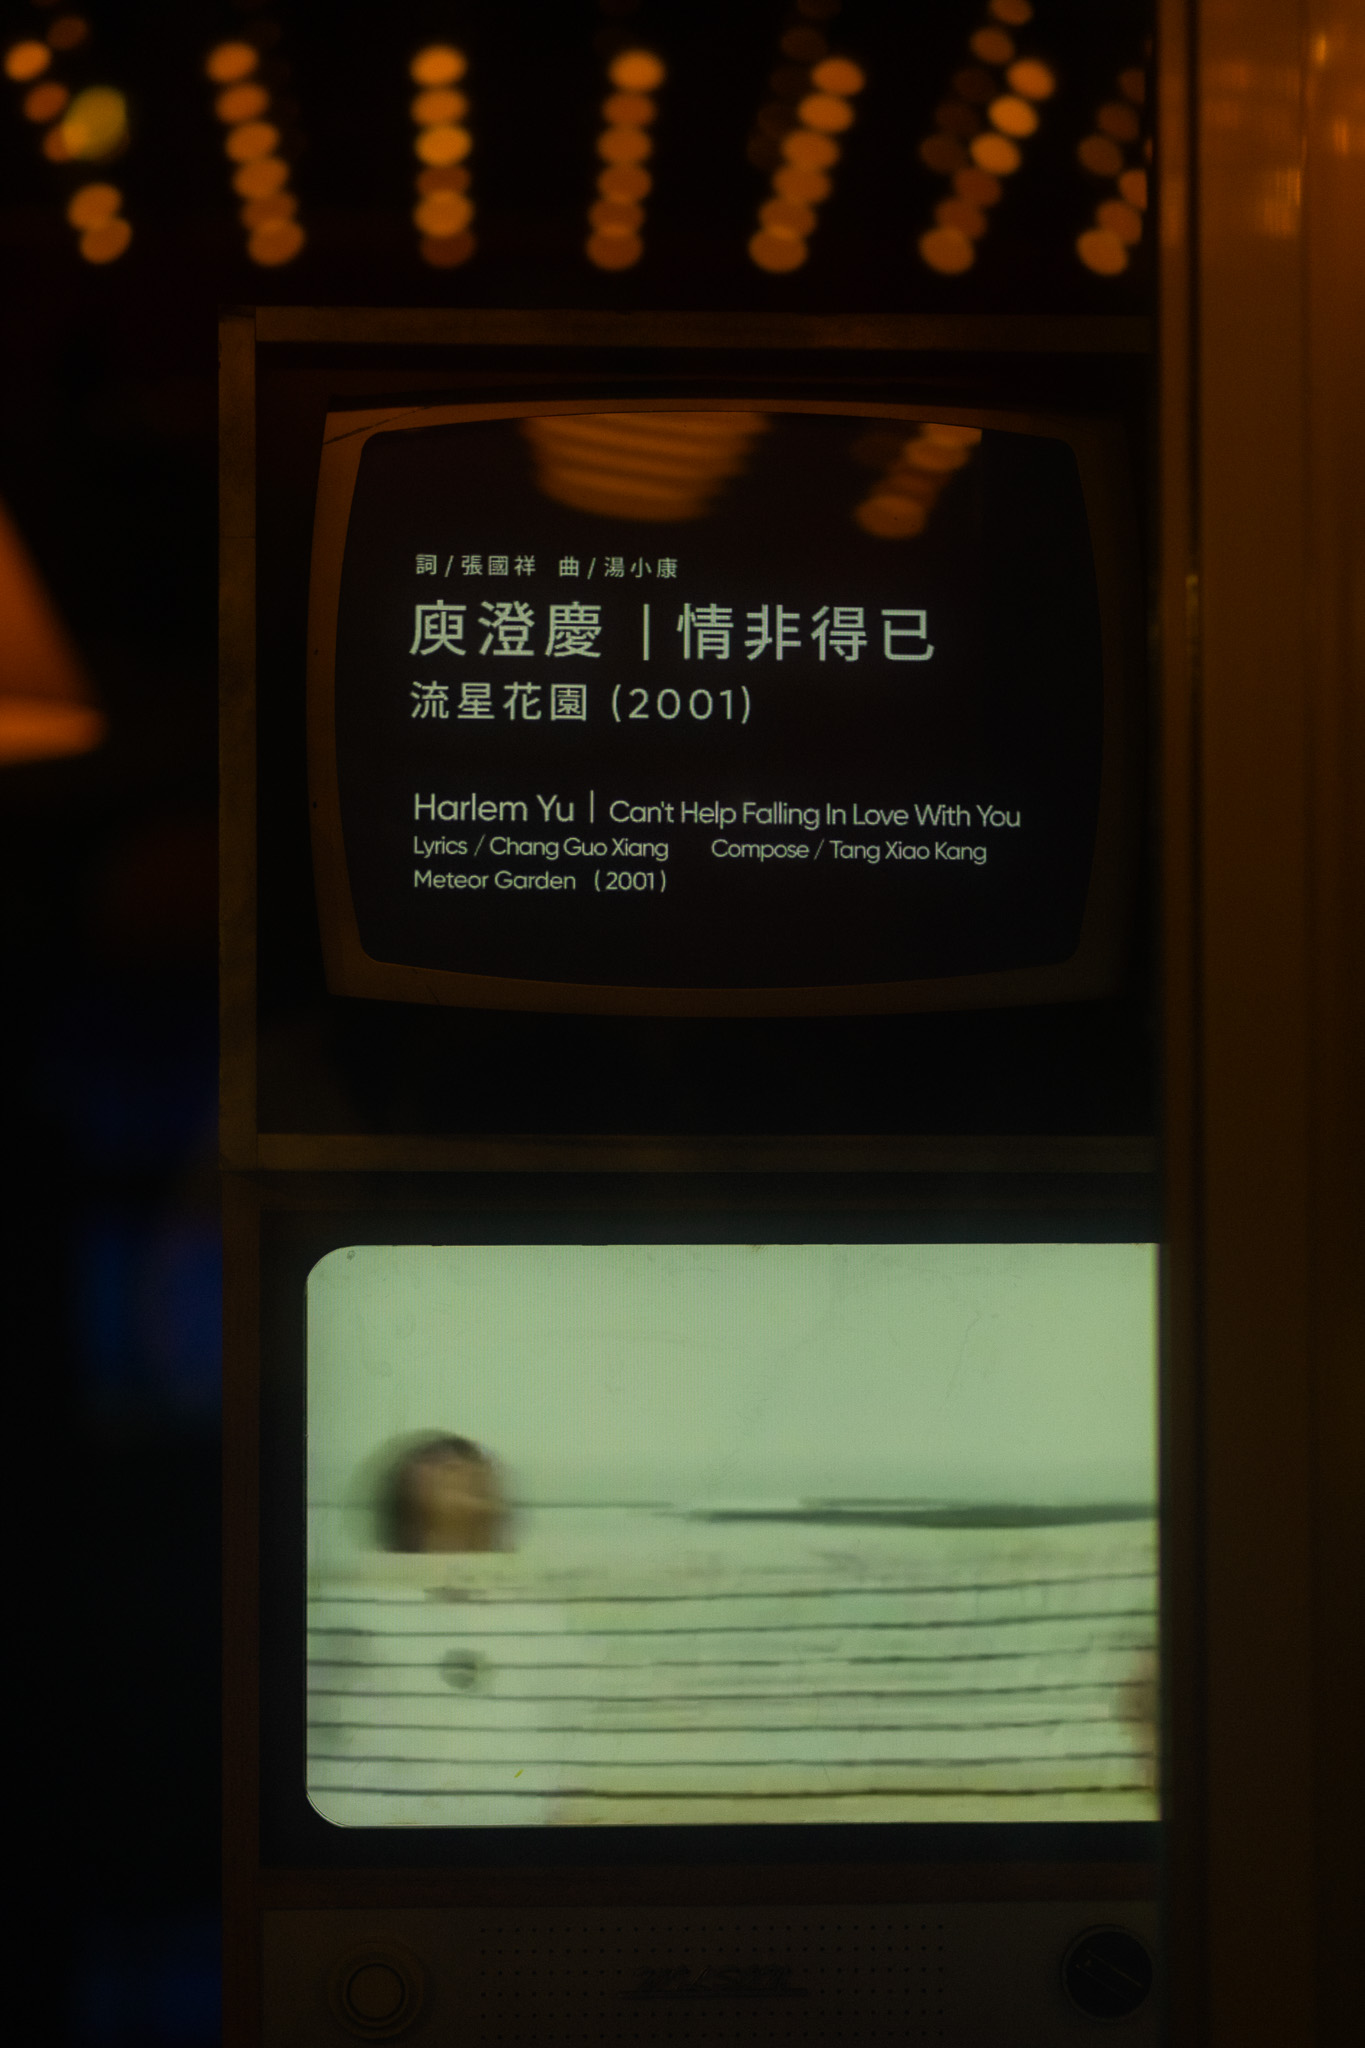 詞 / 張國祥 曲 / 湯小康
庾澄慶 | 情非得已
流星花園 (2001)
Harlem Yu | Can't Help Falling In Love With You
Lyrics / Chang Guo Xiang Compose / Tang Xiao Kang
Meteor Garden (2001)